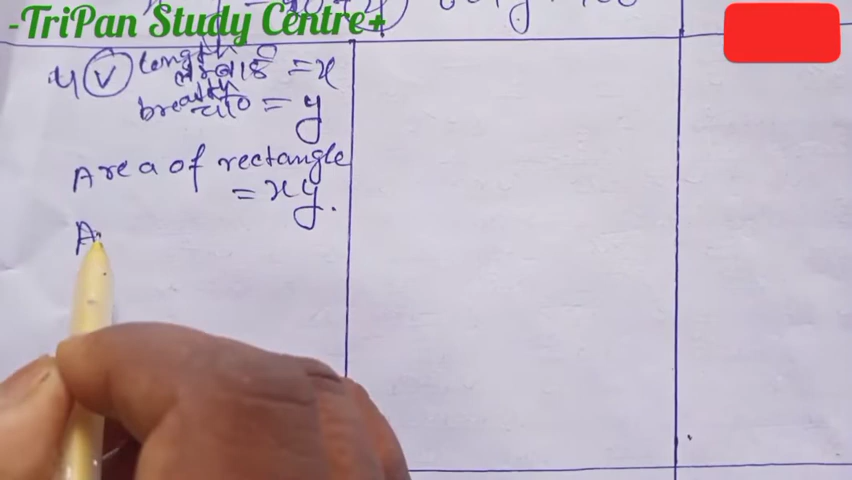 -TriPan Study Centre+
4 (v) length = x
breadth = y
Area of rectangle
= xy.
A